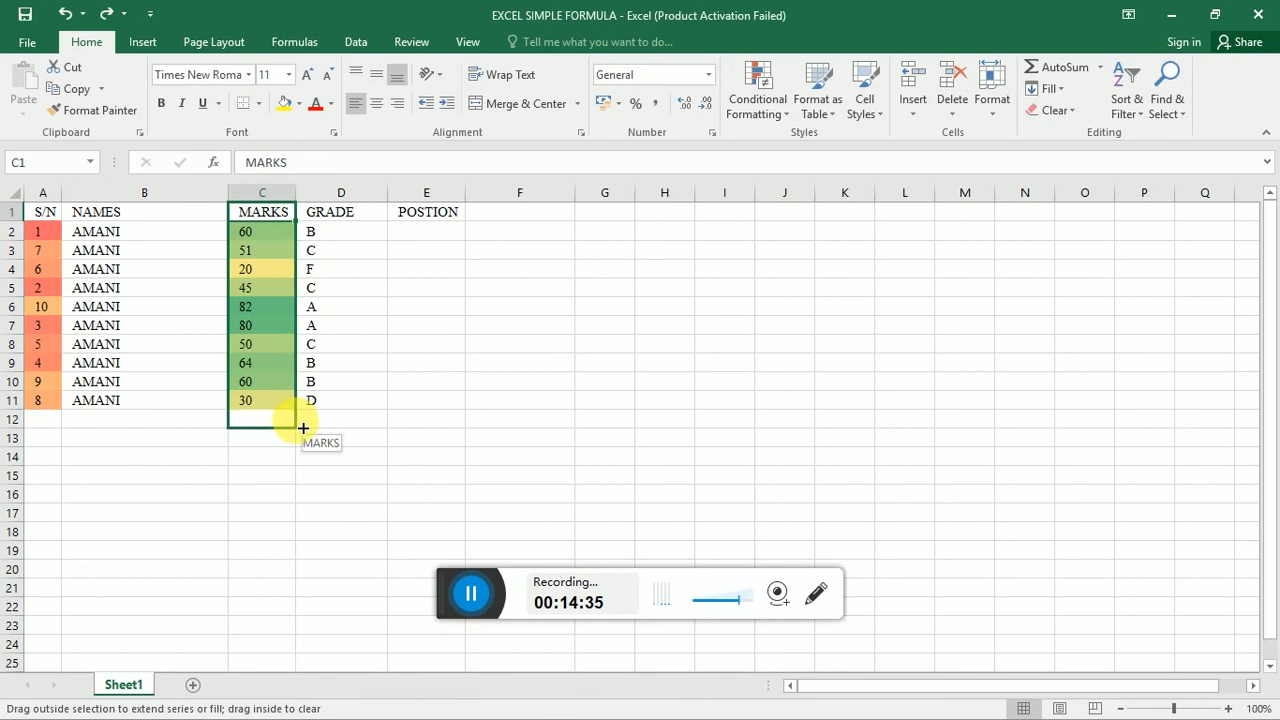 EXCEL SIMPLE FORMULA - Excel (Product Activation Failed)
File Home Insert Page Layout Formulas Data Review View Tell me what you want to do... Sign in Share
Paste Cut Copy Format Painter Clipboard
Times New Roma 11 A A B I U A Font
ab Wrap Text Merge & Center Alignment
General % , Number
Conditional Formatting Format as Table Cell Styles Styles
Insert Delete Format Cells
AutoSum Fill Clear Sort & Filter Find & Select Editing
C1 fx MARKS
A B C D E F G H I J K L M N O P Q
1 S/N NAMES MARKS GRADE POSTION
2 1 AMANI 60 B
3 7 AMANI 51 C
4 6 AMANI 20 F
5 2 AMANI 45 C
6 10 AMANI 82 A
7 3 AMANI 80 A
8 5 AMANI 50 C
9 4 AMANI 64 B
10 9 AMANI 60 B
11 8 AMANI 30 D
12
13 MARKS
14
15
16
17
18
19
20
21
22
23
24
25
Recording...
00:14:35
Sheet1
Drag outside selection to extend series or fill; drag inside to clear 100%